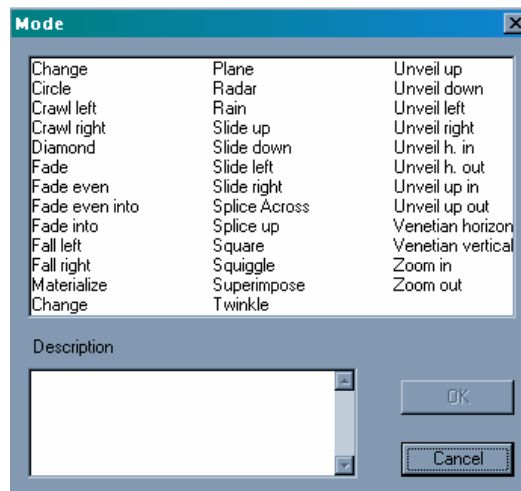 Mode
Change
Circle
Crawl left
Crawl right
Diamond
Fade
Fade even
Fade even into
Fade into
Fall left
Fall right
Materialize
Change
Plane
Radar
Rain
Slide up
Slide down
Slide left
Slide right
Splice Across
Splice up
Square
Squiggle
Superimpose
Twinkle
Unveil up
Unveil down
Unveil left
Unveil right
Unveil h. in
Unveil h. out
Unveil up in
Unveil up out
Venetian horizon
Venetian vertical
Zoom in
Zoom out
Description
OK
Cancel